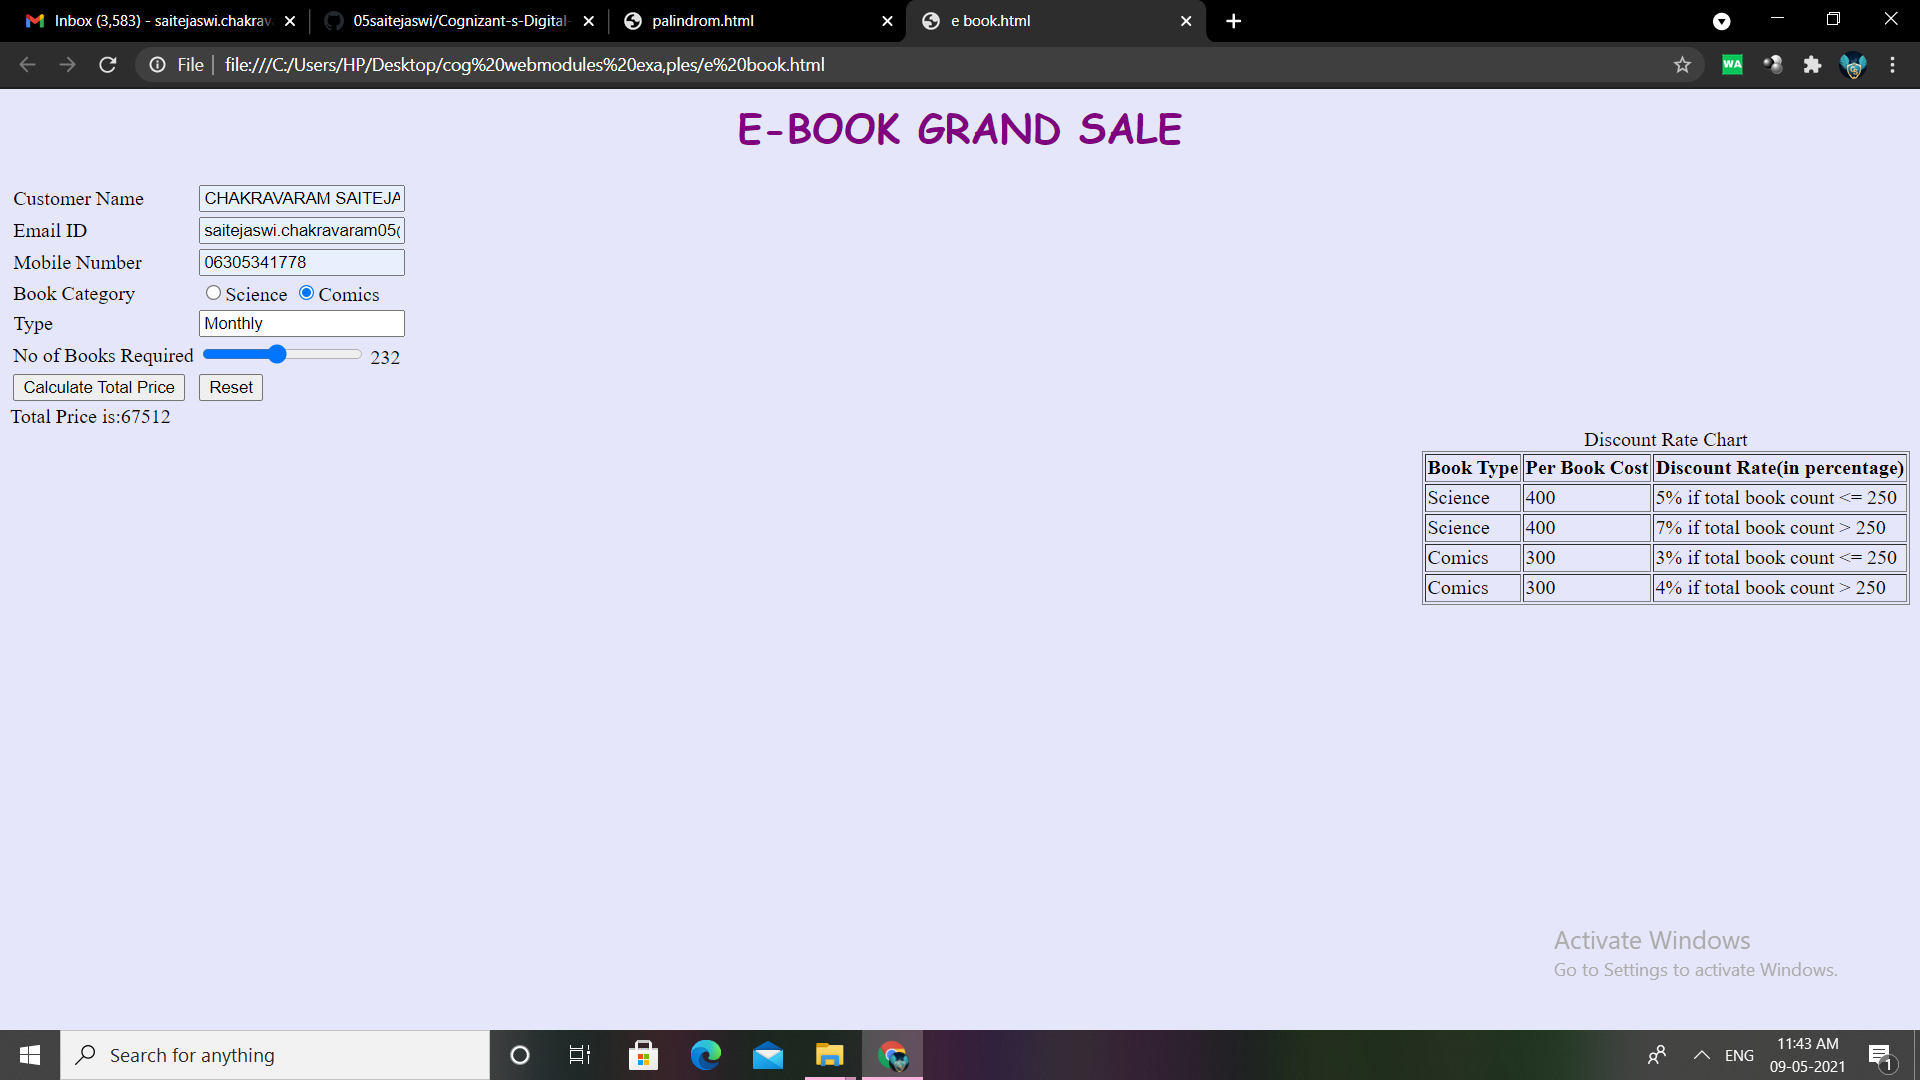 Inbox (3,583) - saitejaswi.chakrav
05saitejaswi/Cognizant-s-Digital-
palindrom.html
e book.html
File
file:///C:/Users/HP/Desktop/cog%20webmodules%20exa,ples/e%20book.html
WA
E-BOOK GRAND SALE
Customer Name CHAKRAVARAM SAITEJA
Email ID saitejaswi.chakravaram05(
Mobile Number 06305341778
Book Category Science Comics
Type Monthly
No of Books Required 232
Calculate Total Price Reset
Total Price is:67512
Discount Rate Chart
Book Type Per Book Cost Discount Rate(in percentage)
Science 400 5% if total book count <= 250
Science 400 7% if total book count > 250
Comics 300 3% if total book count <= 250
Comics 300 4% if total book count > 250
Activate Windows
Go to Settings to activate Windows.
Search for anything
ENG
11:43 AM
09-05-2021
1